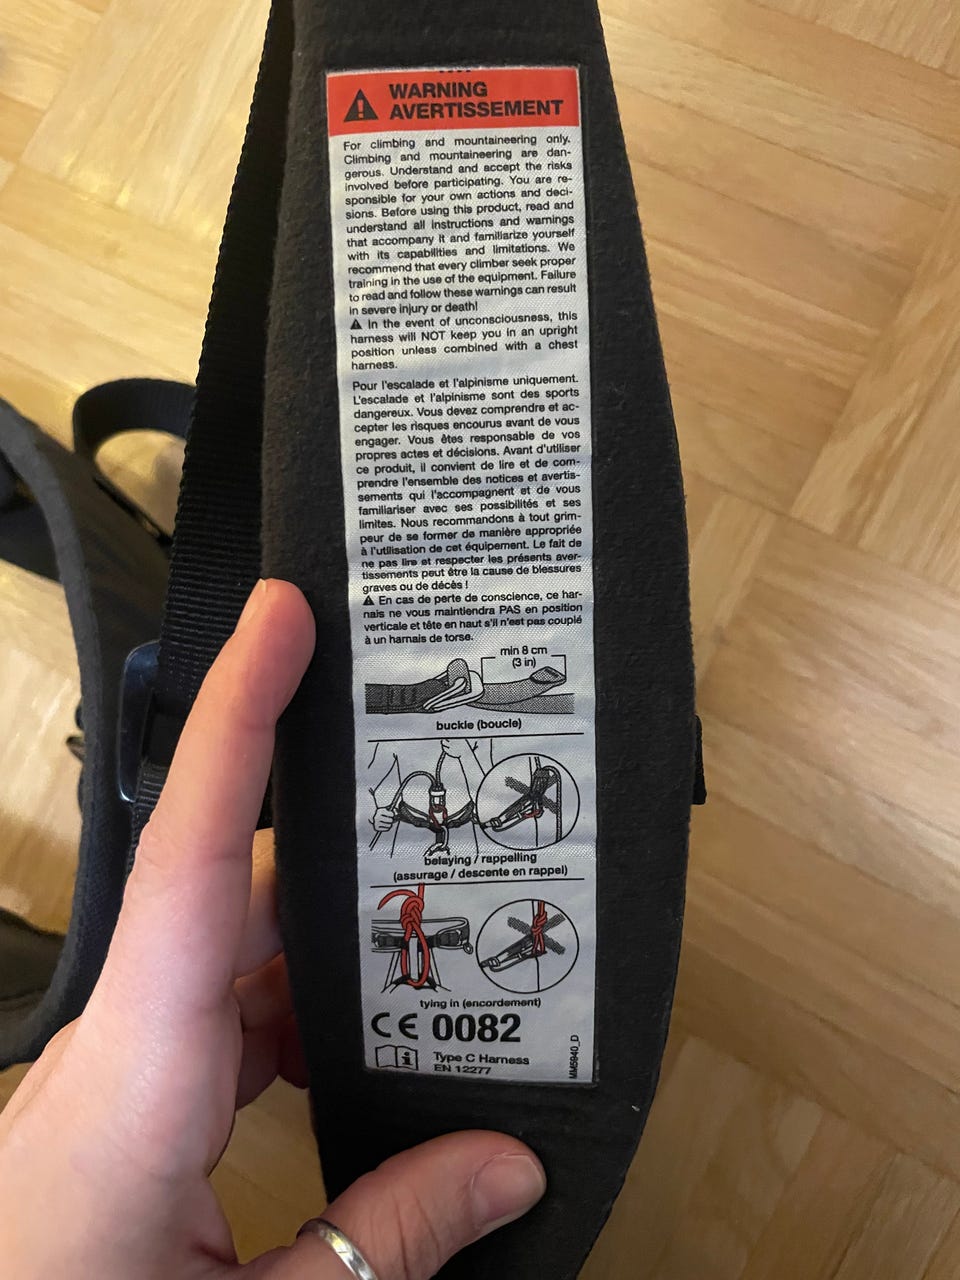 WARNING
AVERTISSEMENT
For climbing and mountaineering only.
Climbing and mountaineering are dan-
gerous. Understand and accept the risks
involved before participating. You are re-
sponsible for your own actions and deci-
sions. Before using this product, read and
understand all instructions and warnings
that accompany it and familiarize yourself
with its capabilities and limitations. We
recommend that every climber seek proper
training in the use of the equipment. Failure
to read and follow these warnings can result
in severe injury or death!
⚠ In the event of unconsciousness, this
harness will NOT keep you in an upright
position unless combined with a chest
harness.
Pour l'escalade et l'alpinisme uniquement.
L'escalade et l'alpinisme sont des sports
dangereux. Vous devez comprendre et ac-
cepter les risques encourus avant de vous
engager. Vous êtes responsable de vos
propres actes et décisions. Avant d'utiliser
ce produit, il convient de lire et de com-
prendre l'ensemble des notices et avertis-
sements qui l'accompagnent et de vous
familiariser avec ses possibilités et ses
limites. Nous recommandons à tout grim-
peur de se former de manière appropriée
à l'utilisation de cet équipement. Le fait de
ne pas lire et respecter les présents aver-
tissements peut être la cause de blessures
graves ou de décès !
⚠ En cas de perte de conscience, ce har-
nais ne vous maintiendra PAS en position
verticale et tête en haut s'il n'est pas couplé
à un harnais de torse.
min 8 cm
(3 in)
buckle (boucle)
belaying / rappelling
(assurage / descente en rappel)
tying in (encordement)
CE 0082
Type C Harness
EN 12277
MM5940_D